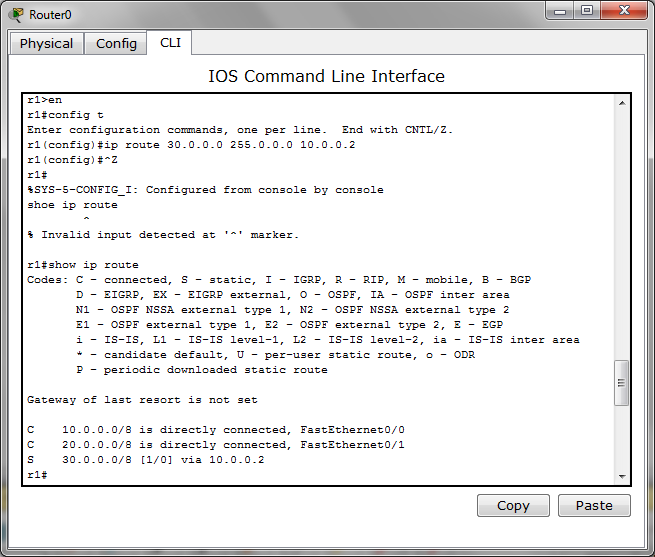 Router0
Physical Config CLI
IOS Command Line Interface
r1>en
r1#config t
Enter configuration commands, one per line.  End with CNTL/Z.
r1(config)#ip route 30.0.0.0 255.0.0.0 10.0.0.2
r1(config)#^Z
r1#
%SYS-5-CONFIG_I: Configured from console by console
shoe ip route
        ^
% Invalid input detected at '^' marker.

r1#show ip route
Codes: C - connected, S - static, I - IGRP, R - RIP, M - mobile, B - BGP
       D - EIGRP, EX - EIGRP external, O - OSPF, IA - OSPF inter area
       N1 - OSPF NSSA external type 1, N2 - OSPF NSSA external type 2
       E1 - OSPF external type 1, E2 - OSPF external type 2, E - EGP
       i - IS-IS, L1 - IS-IS level-1, L2 - IS-IS level-2, ia - IS-IS inter area
       * - candidate default, U - per-user static route, o - ODR
       P - periodic downloaded static route

Gateway of last resort is not set

C    10.0.0.0/8 is directly connected, FastEthernet0/0
C    20.0.0.0/8 is directly connected, FastEthernet0/1
S    30.0.0.0/8 [1/0] via 10.0.0.2
r1#
Copy Paste